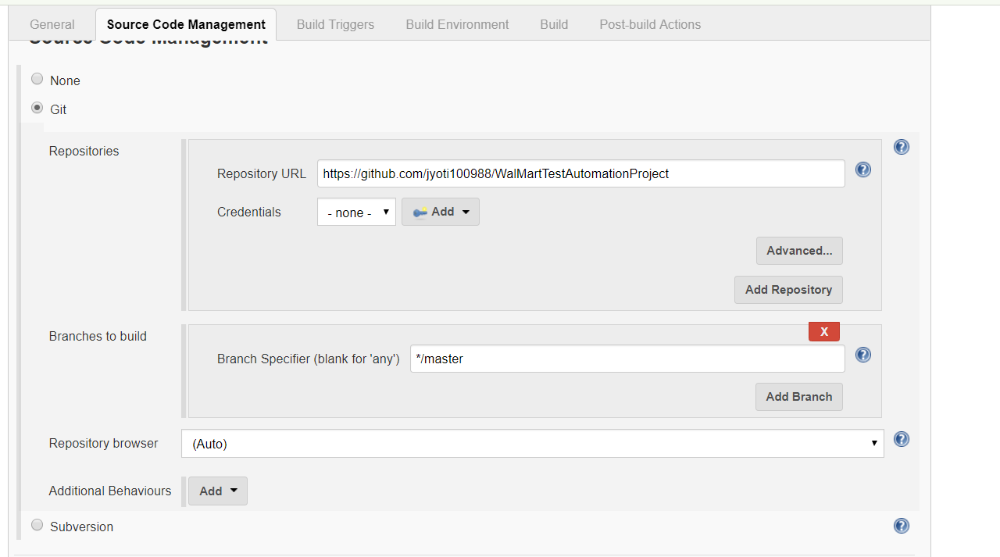 General Source Code Management Build Triggers Build Environment Build Post-build Actions
Source Code Management
None
Git
Repositories
Repository URL https://github.com/jyoti100988/WalMartTestAutomationProject
Credentials - none - Add
Advanced...
Add Repository
Branches to build
X
Branch Specifier (blank for 'any') */master
Add Branch
Repository browser (Auto)
Additional Behaviours Add
Subversion